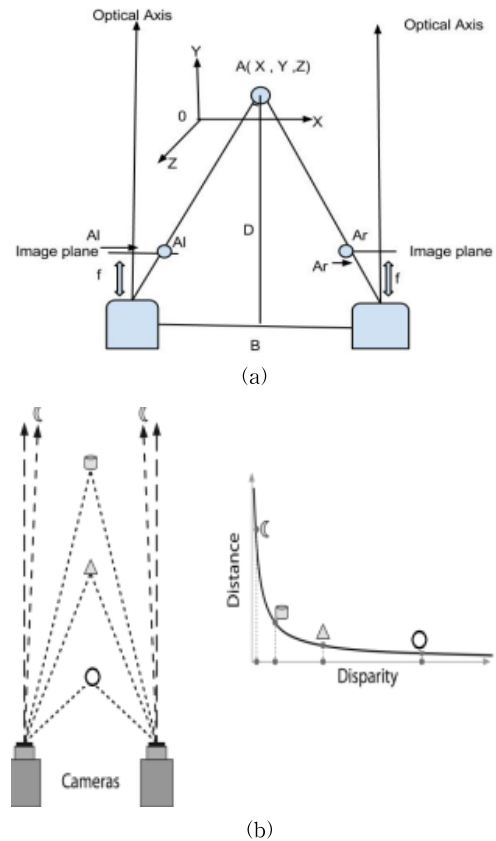 Optical Axis
Optical Axis
Y
A( X , Y ,Z)
0
X
Z
D
Al
Al
Ar
Image plane
Image plane
Ar
f
f
B
(a)
Distance
Disparity
Cameras
(b)